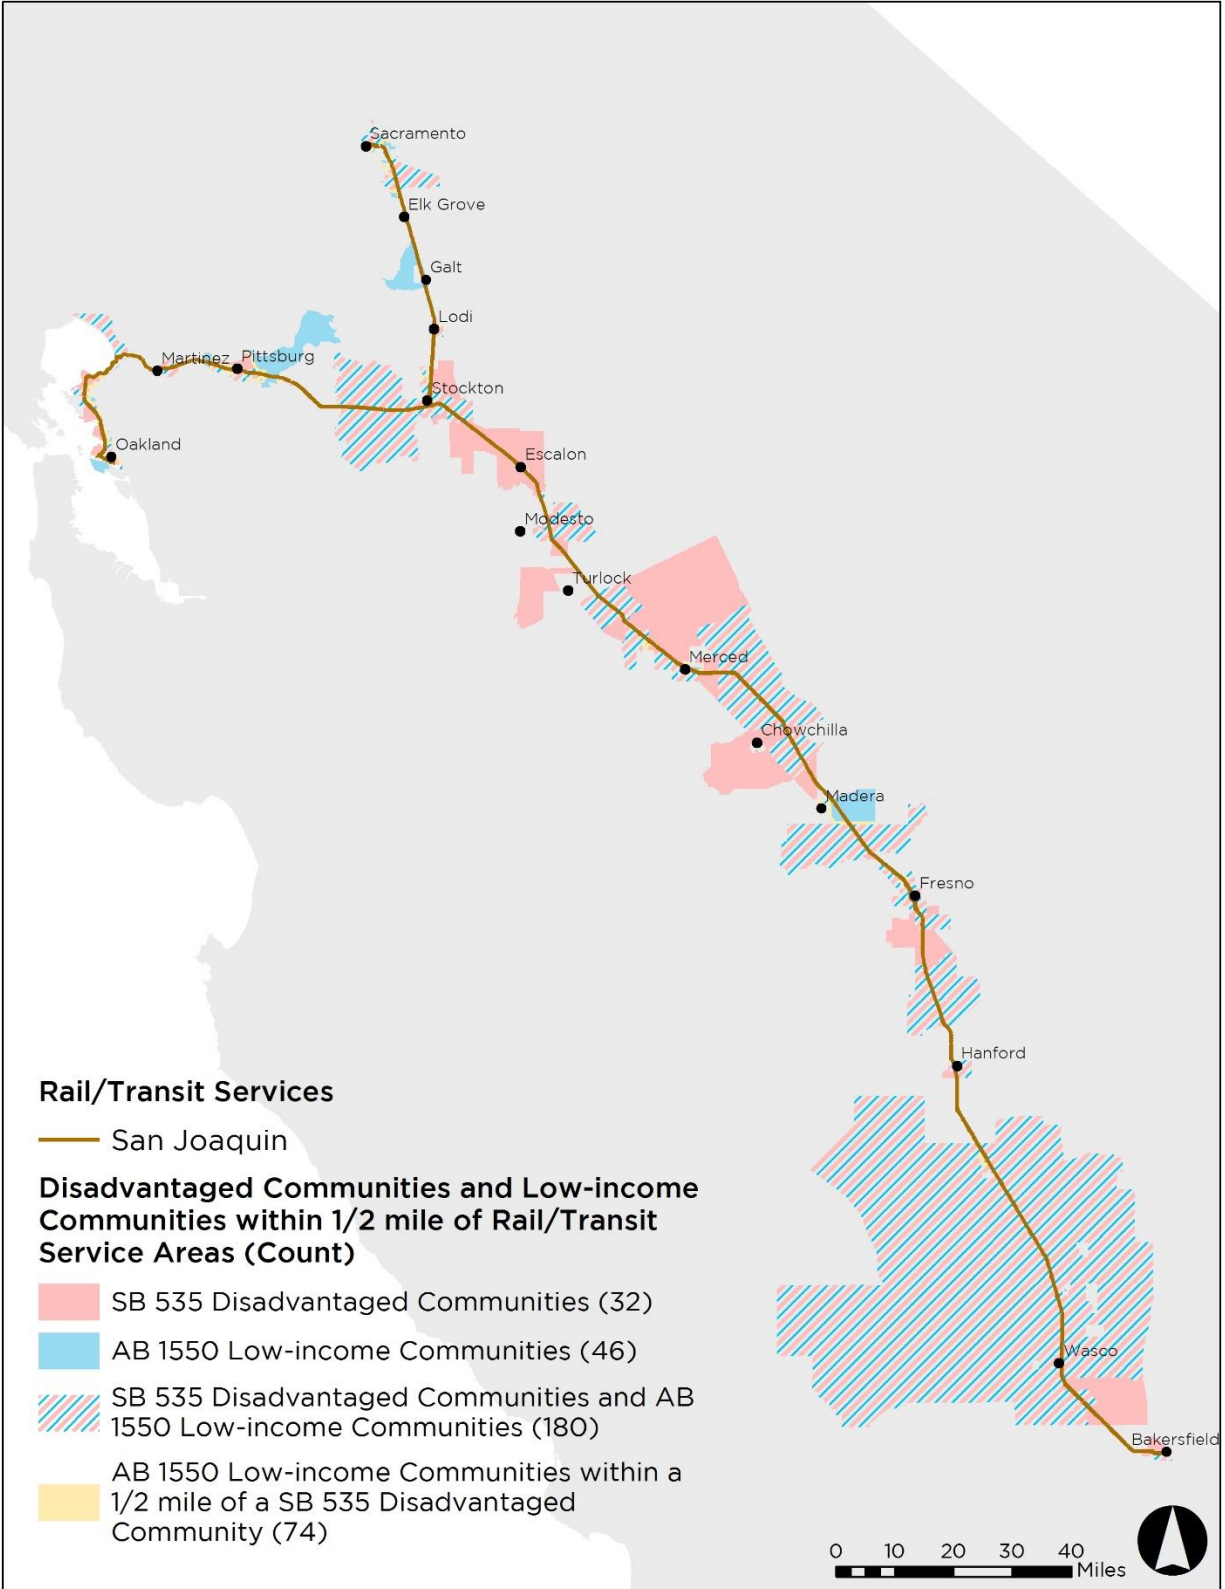 Sacramento
Elk Grove
Galt
Lodi
Martinez
Pittsburg
Stockton
Oakland
Escalon
Modesto
Turlock
Merced
Chowchilla
Madera
Fresno
Hanford
Wasco
Bakersfield
Rail/Transit Services
San Joaquin
Disadvantaged Communities and Low-income
Communities within 1/2 mile of Rail/Transit
Service Areas (Count)
SB 535 Disadvantaged Communities (32)
AB 1550 Low-income Communities (46)
SB 535 Disadvantaged Communities and AB
1550 Low-income Communities (180)
AB 1550 Low-income Communities within a
1/2 mile of a SB 535 Disadvantaged
Community (74)
0 10 20 30 40
Miles